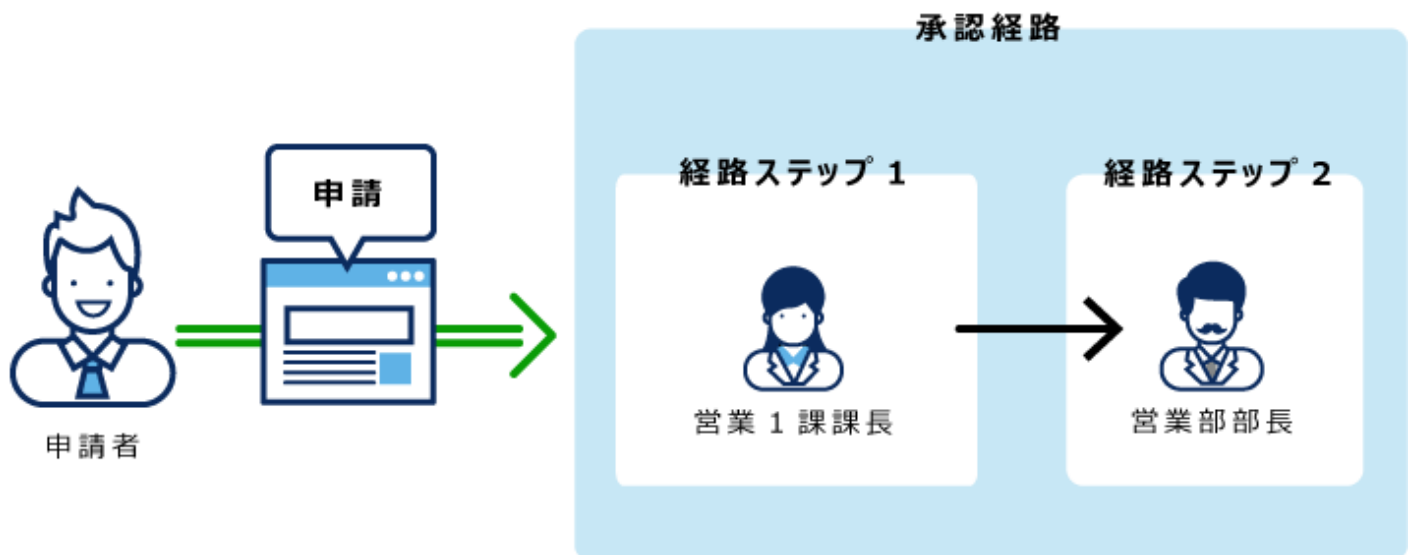 承認経路
経路ステップ 1
経路ステップ 2
申請
申請者
営業 1 課課長
営業部部長